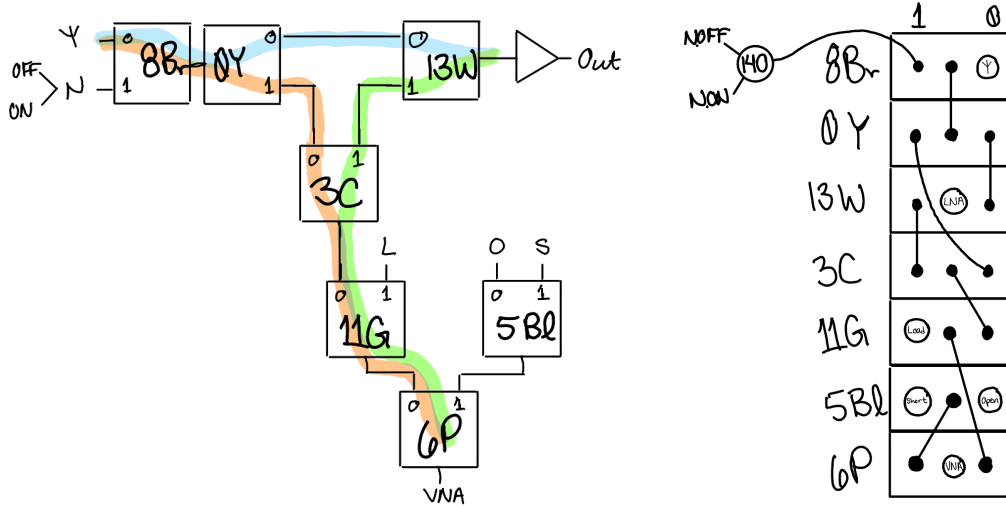 Y 0 0 0 1 0
8Br 0Y 13W Out NOFF 140 8Br Y
OFF N 1 1 1
ON NON 0Y
0 1 13W LNA
3C
L O S 3C
0 1 0 1 11G Load
11G 5Bl
5Bl Short Open
0 1
6P 6P VNA
VNA